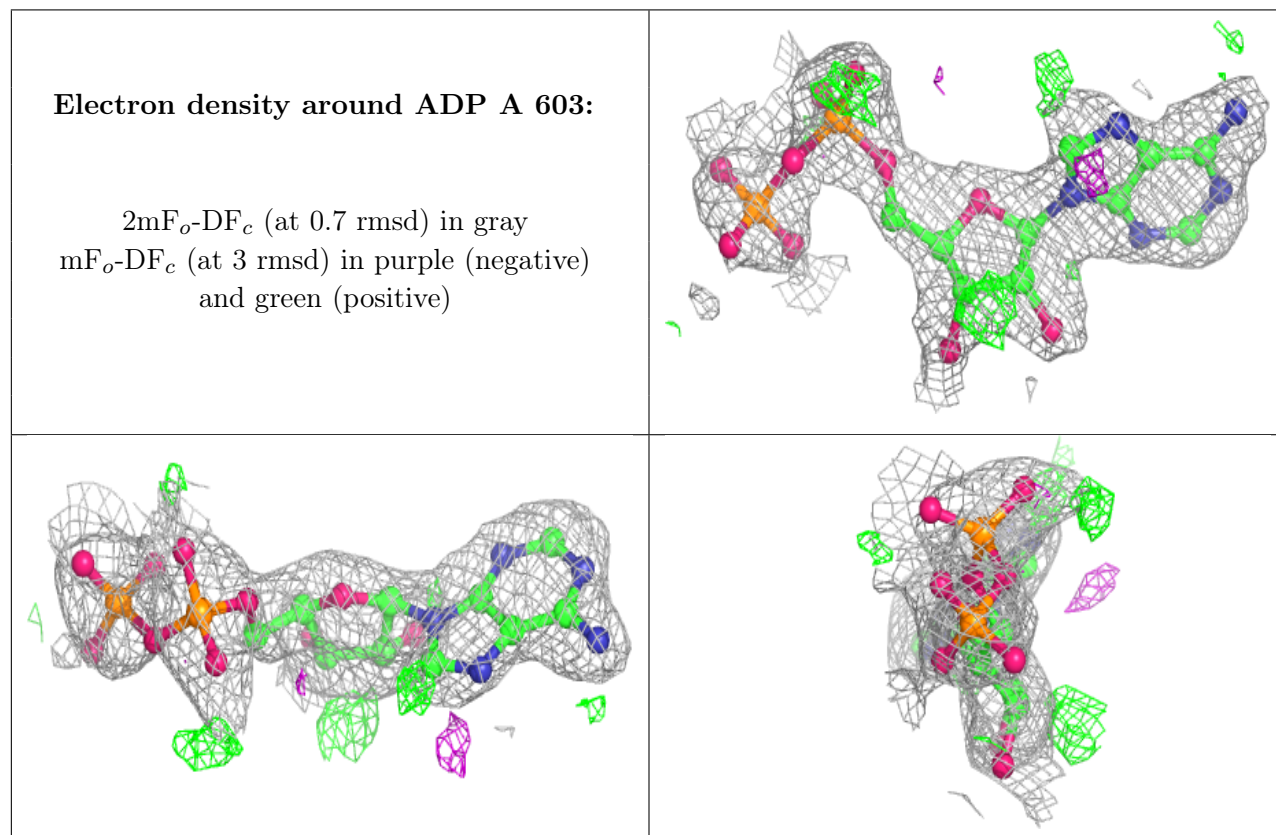 Electron density around ADP A 603:
2mFo-DFc (at 0.7 rmsd) in gray
mFo-DFc (at 3 rmsd) in purple (negative)
and green (positive)